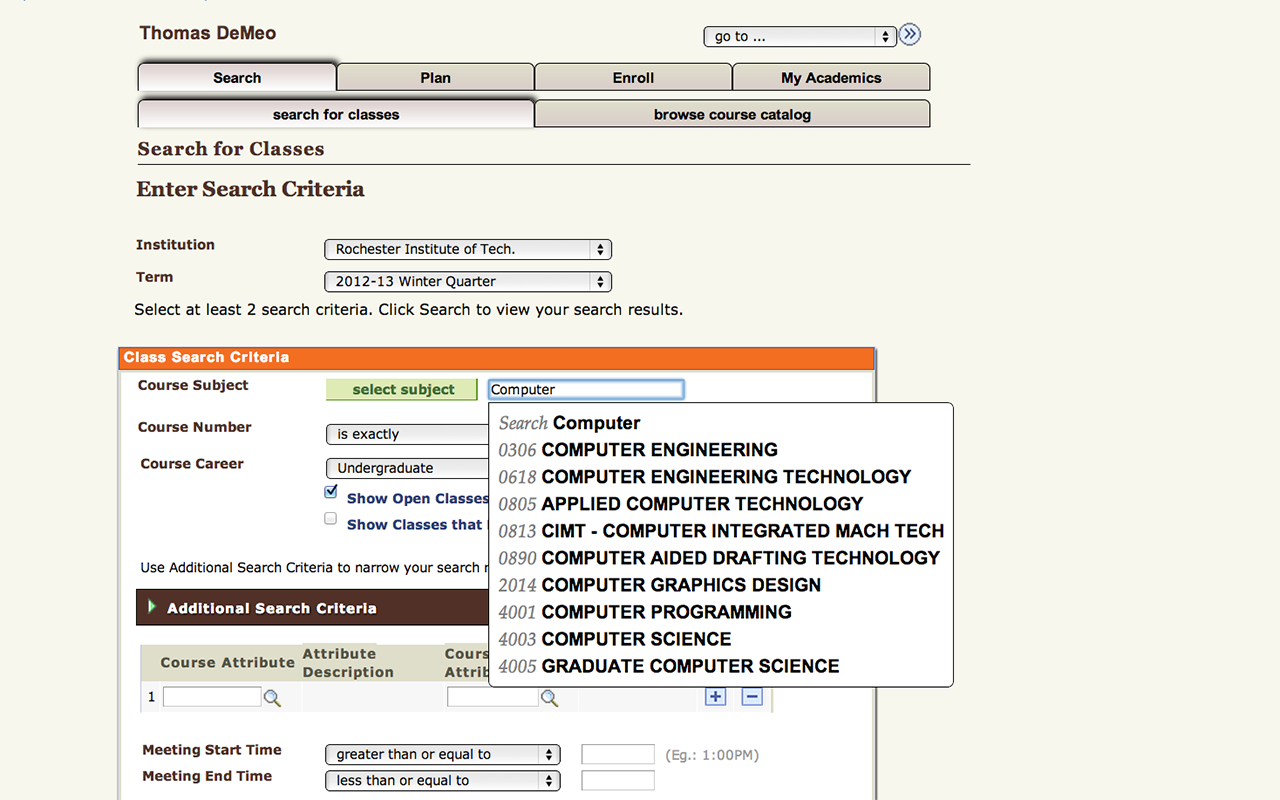 Thomas DeMeo
go to ...
Search Plan Enroll My Academics
search for classes browse course catalog
Search for Classes
Enter Search Criteria
Institution Rochester Institute of Tech.
Term 2012-13 Winter Quarter
Select at least 2 search criteria. Click Search to view your search results.
Class Search Criteria
Course Subject select subject Computer
Search Computer
0306 COMPUTER ENGINEERING
0618 COMPUTER ENGINEERING TECHNOLOGY
0805 APPLIED COMPUTER TECHNOLOGY
0813 CIMT - COMPUTER INTEGRATED MACH TECH
0890 COMPUTER AIDED DRAFTING TECHNOLOGY
2014 COMPUTER GRAPHICS DESIGN
4001 COMPUTER PROGRAMMING
4003 COMPUTER SCIENCE
4005 GRADUATE COMPUTER SCIENCE
Course Number is exactly
Course Career Undergraduate
Show Open Classes
Show Classes that
Use Additional Search Criteria to narrow your search
Additional Search Criteria
Course Attribute Attribute Description
1
Meeting Start Time greater than or equal to (Eg.: 1:00PM)
Meeting End Time less than or equal to